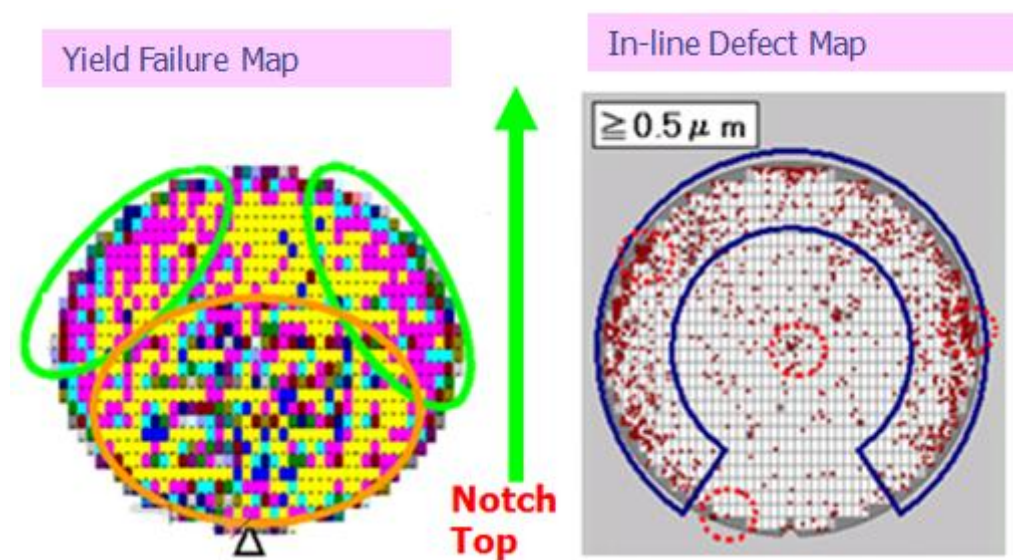 Yield Failure Map
In-line Defect Map
≧0.5μm
Notch
Top